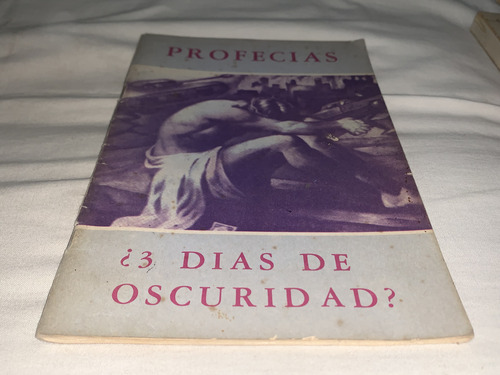 PROFECIAS
¿3 DIAS DE
OSCURIDAD?